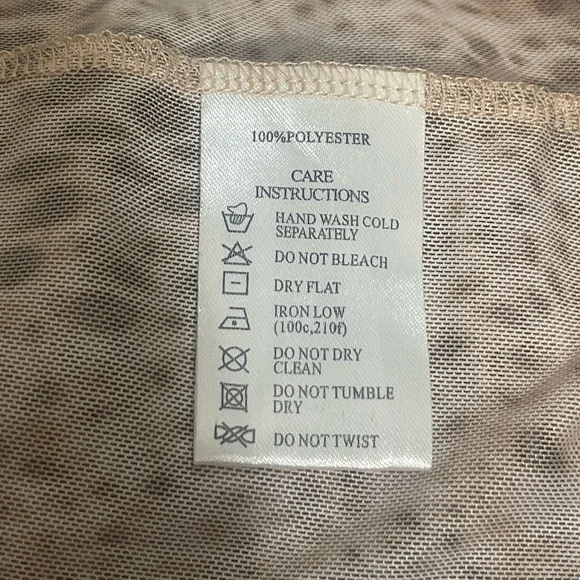 100%POLYESTER
CARE
INSTRUCTIONS
HAND WASH COLD
SEPARATELY
DO NOT BLEACH
DRY FLAT
IRON LOW
(100c,210f)
DO NOT DRY
CLEAN
DO NOT TUMBLE
DRY
DO NOT TWIST